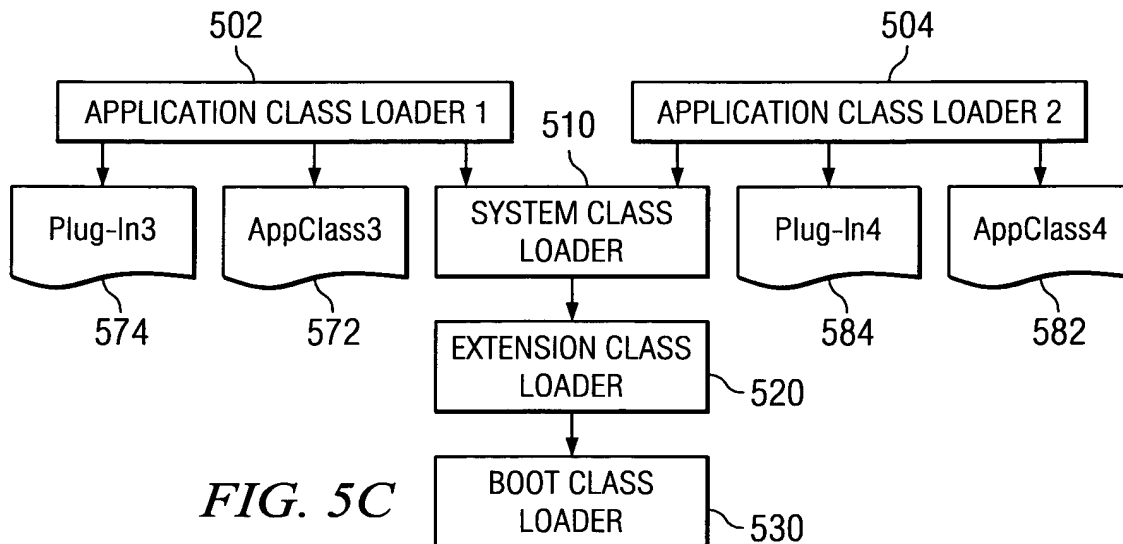 502
504
APPLICATION CLASS LOADER 1
510
APPLICATION CLASS LOADER 2
Plug-In3
AppClass3
SYSTEM CLASS
LOADER
Plug-In4
AppClass4
574
572
584
582
EXTENSION CLASS
LOADER
520
FIG. 5C
BOOT CLASS
LOADER
530